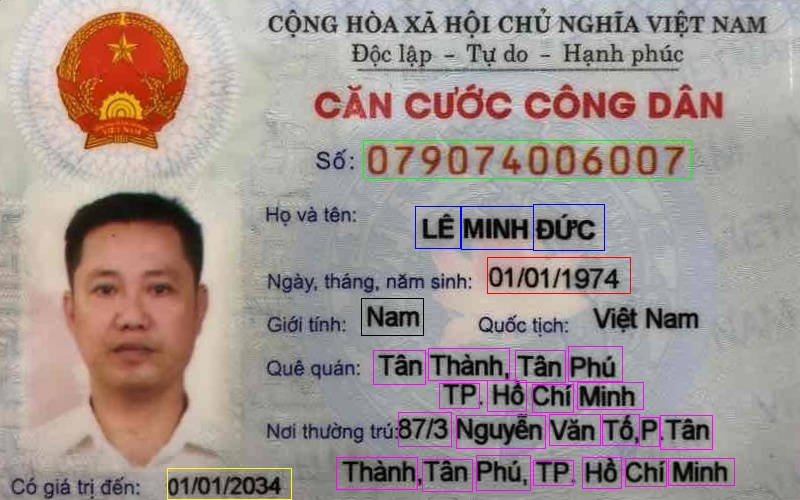 CỘNG HÒA XÃ HỘI CHỦ NGHĨA VIỆT NAM
Độc lập - Tự do - Hạnh phúc
CĂN CƯỚC CÔNG DÂN
Số: 079074006007
Họ và tên: LÊ MINH ĐỨC
Ngày, tháng, năm sinh: 01/01/1974
Giới tính: Nam Quốc tịch: Việt Nam
Quê quán: Tân Thành, Tân Phú
TP. Hồ Chí Minh
Nơi thường trú: 87/3 Nguyễn Văn Tố,P.Tân
Thành,Tân Phú, TP. Hồ Chí Minh
Có giá trị đến: 01/01/2034